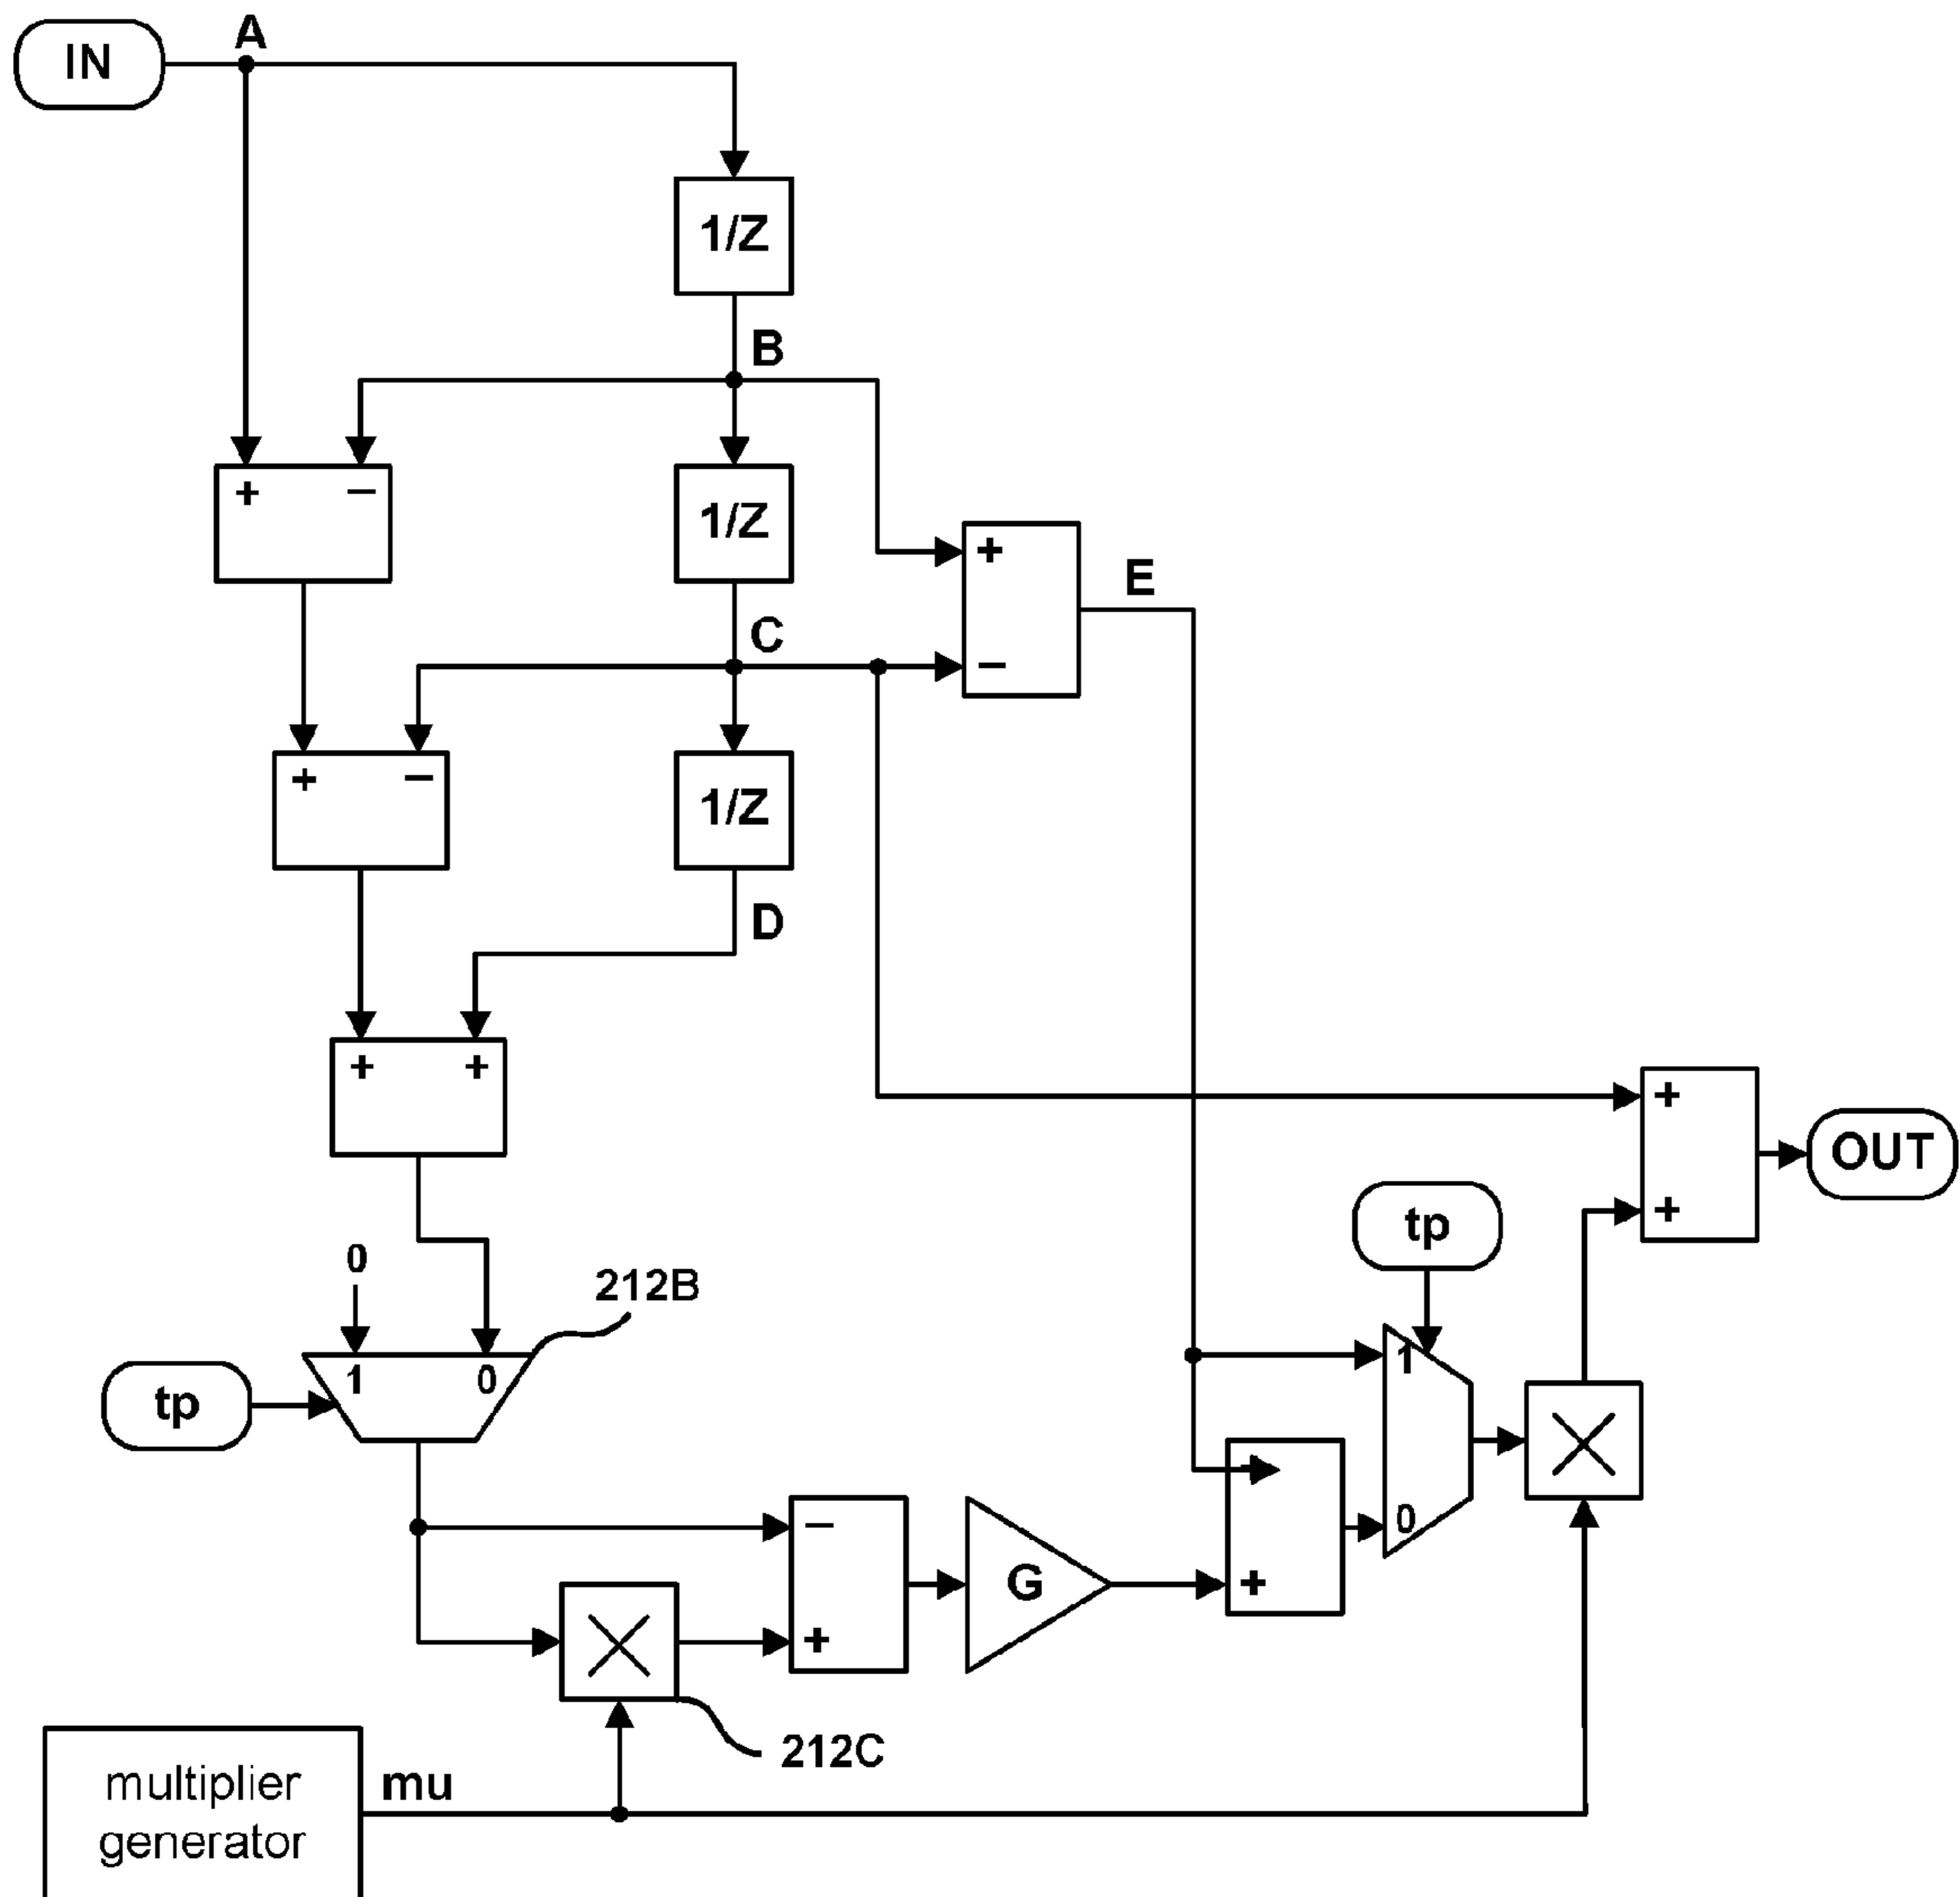 IN
A
1/Z
B
+ −
1/Z
+
E
C
−
+ −
1/Z
D
+ +
+
OUT
tp
+
0
212B
1 0
tp
1
−
0
G
+
+
212C
multiplier
generator
mu